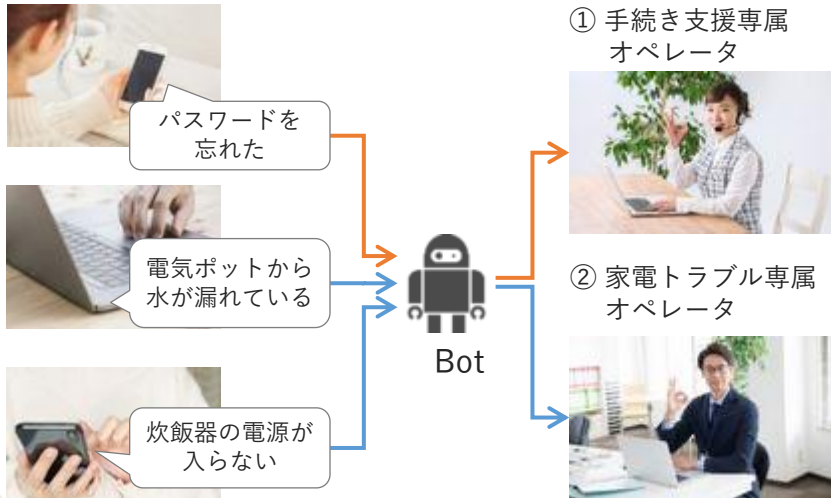 ① 手続き支援専属
オペレータ
パスワードを
忘れた
電気ポットから
水が漏れている
② 家電トラブル専属
オペレータ
Bot
炊飯器の電源が
入らない